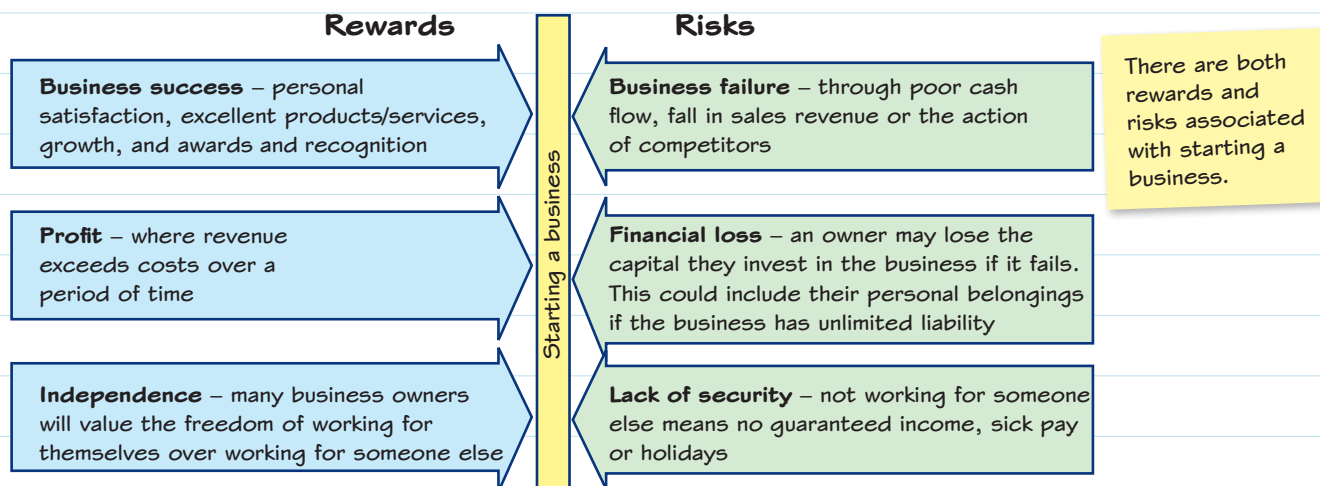 Rewards
Risks
Business success – personal
satisfaction, excellent products/services,
growth, and awards and recognition
Business failure – through poor cash
flow, fall in sales revenue or the action
of competitors
There are both
rewards and
risks associated
with starting a
business.
Starting a business
Profit – where revenue
exceeds costs over a
period of time
Financial loss – an owner may lose the
capital they invest in the business if it fails.
This could include their personal belongings
if the business has unlimited liability
Independence – many business owners
will value the freedom of working for
themselves over working for someone else
Lack of security – not working for someone
else means no guaranteed income, sick pay
or holidays